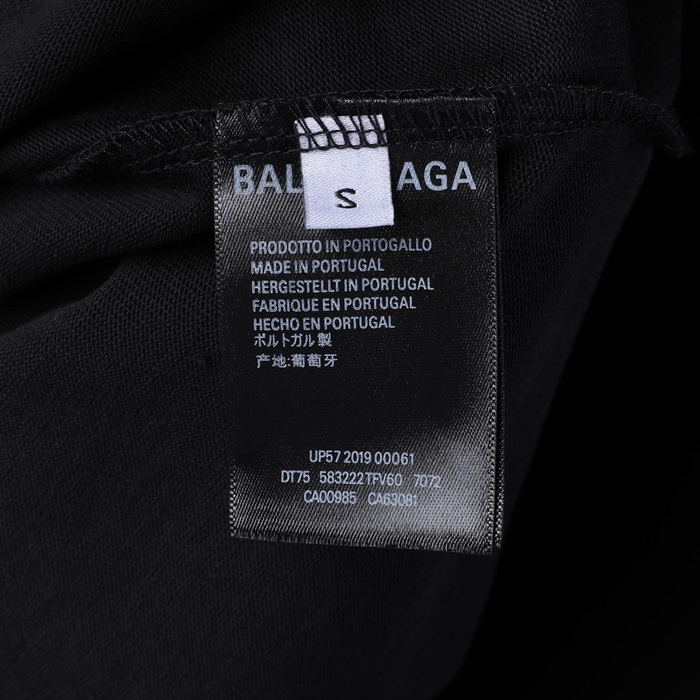 BAL AGA
S
PRODOTTO IN PORTOGALLO
MADE IN PORTUGAL
HERGESTELLT IN PORTUGAL
FABRIQUE EN PORTUGAL
HECHO EN PORTUGAL
ポルトガル製
产地:葡萄牙
UP57 2019 00061
DT75 583222 TFV60 7072
CA00985 CA63081